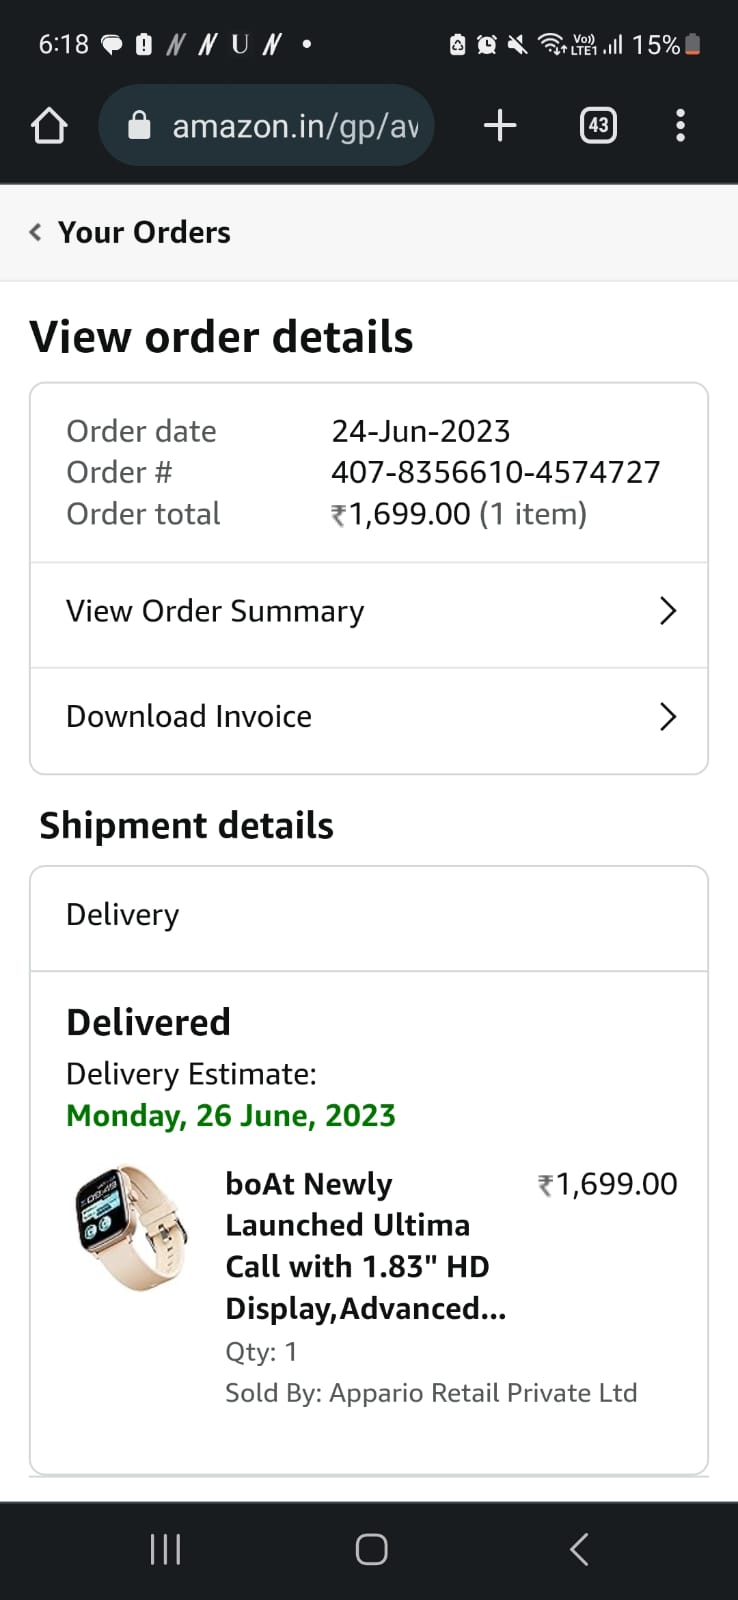 6:18 N N U N Vo)) LTE1 15%
amazon.in/gp/av 43
Your Orders
View order details
Order date 24-Jun-2023
Order # 407-8356610-4574727
Order total ₹1,699.00 (1 item)
View Order Summary
Download Invoice
Shipment details
Delivery
Delivered
Delivery Estimate:
Monday, 26 June, 2023
boAt Newly ₹1,699.00
Launched Ultima
Call with 1.83" HD
Display,Advanced...
Qty: 1
Sold By: Appario Retail Private Ltd